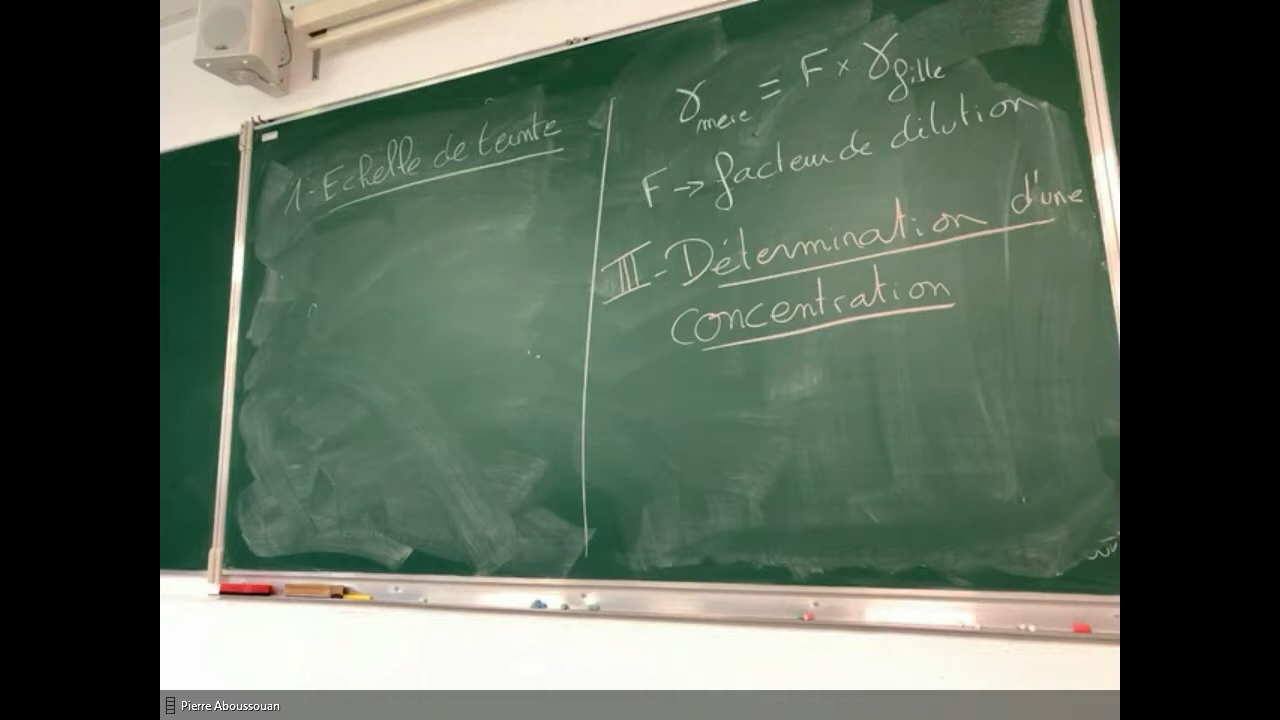 γmere = F × γfille
F → facteur de dilution
III - Détermination d'une
concentration
1 - Echelle de teinte
Pierre Aboussouan